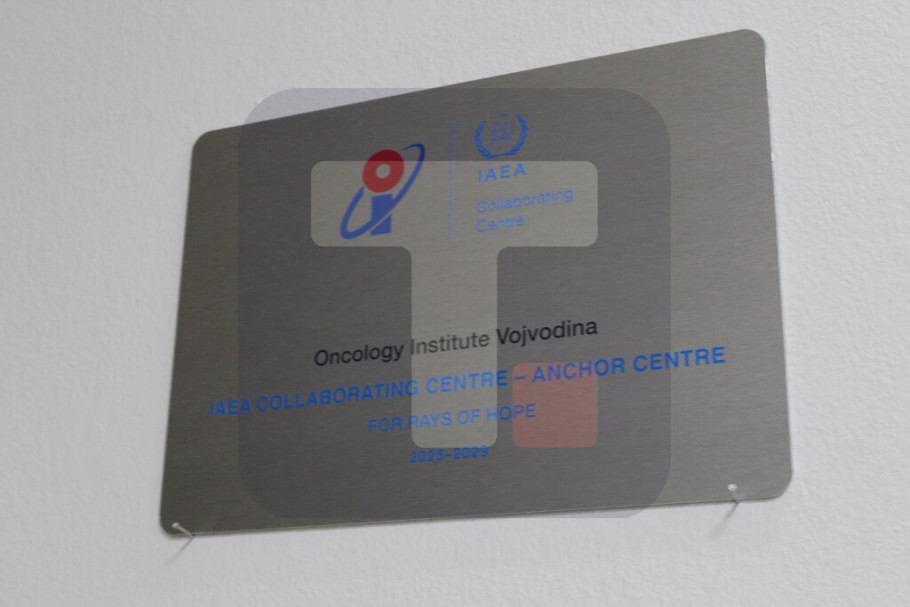 IAEA
Collaborating
Centre
Oncology Institute Vojvodina
IAEA COLLABORATING CENTRE – ANCHOR CENTRE
FOR RAYS OF HOPE
2025–2029